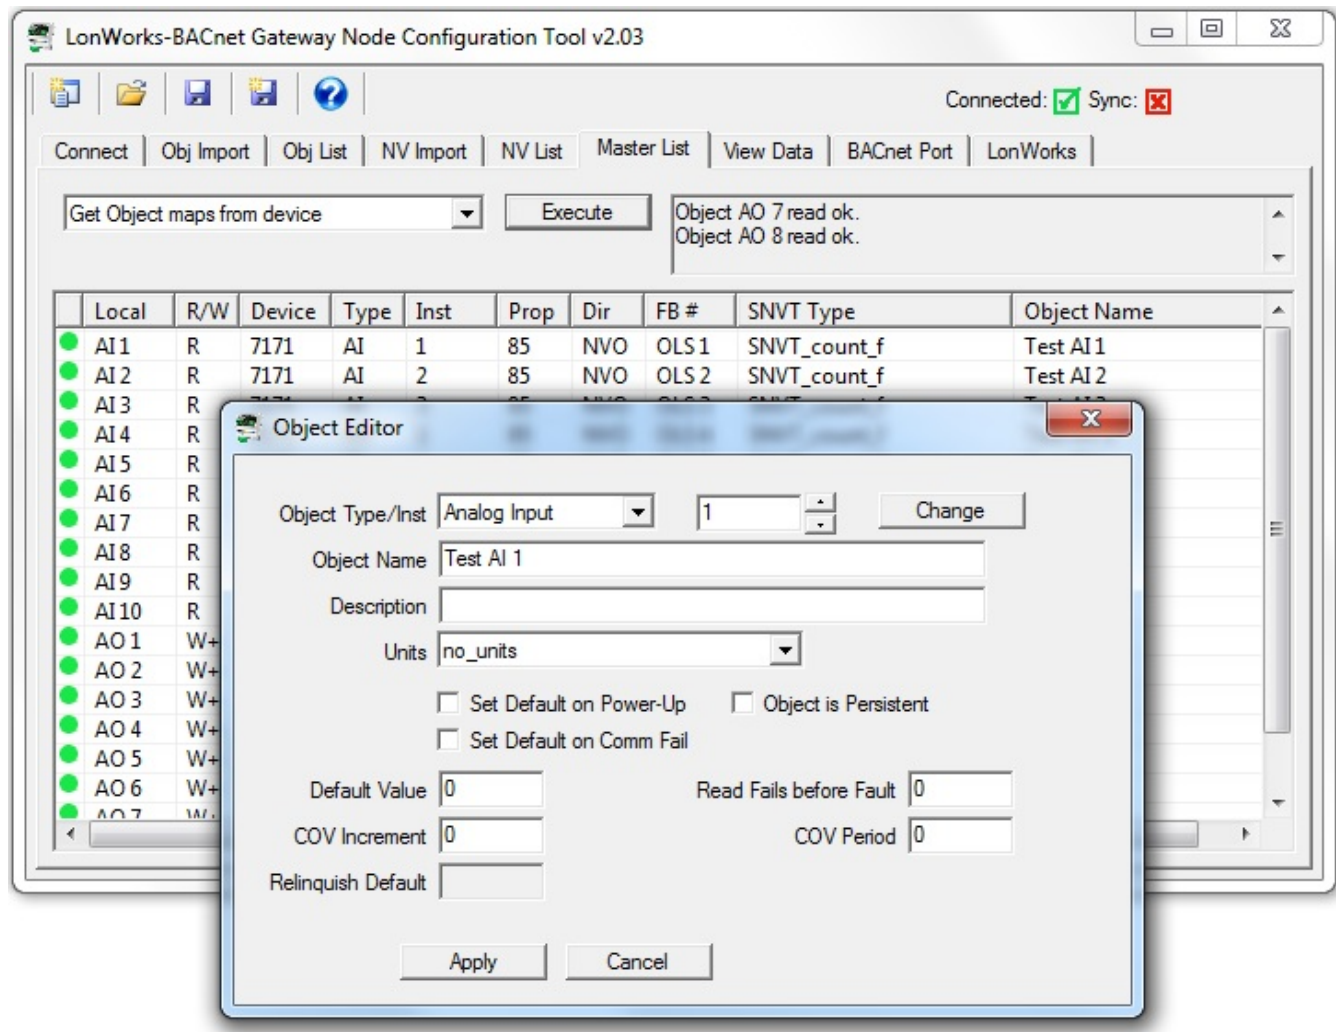 LonWorks-BACnet Gateway Node Configuration Tool v2.03
Connected: Sync:
Connect Obj Import Obj List NV Import NV List Master List View Data BACnet Port LonWorks
Get Object maps from device Execute Object AO 7 read ok.
Object AO 8 read ok.
Local R/W Device Type Inst Prop Dir FB # SNVT Type Object Name
AI 1 R 7171 AI 1 85 NVO OLS 1 SNVT_count_f Test AI 1
AI 2 R 7171 AI 2 85 NVO OLS 2 SNVT_count_f Test AI 2
AI 3 R
AI 4 R
AI 5 R
AI 6 R
AI 7 R
AI 8 R
AI 9 R
AI 10 R
AO 1 W+
AO 2 W+
AO 3 W+
AO 4 W+
AO 5 W+
AO 6 W+
AO 7 W+
Object Editor
Object Type/Inst Analog Input 1 Change
Object Name Test AI 1
Description
Units no_units
Set Default on Power-Up Object is Persistent
Set Default on Comm Fail
Default Value 0 Read Fails before Fault 0
COV Increment 0 COV Period 0
Relinquish Default
Apply Cancel